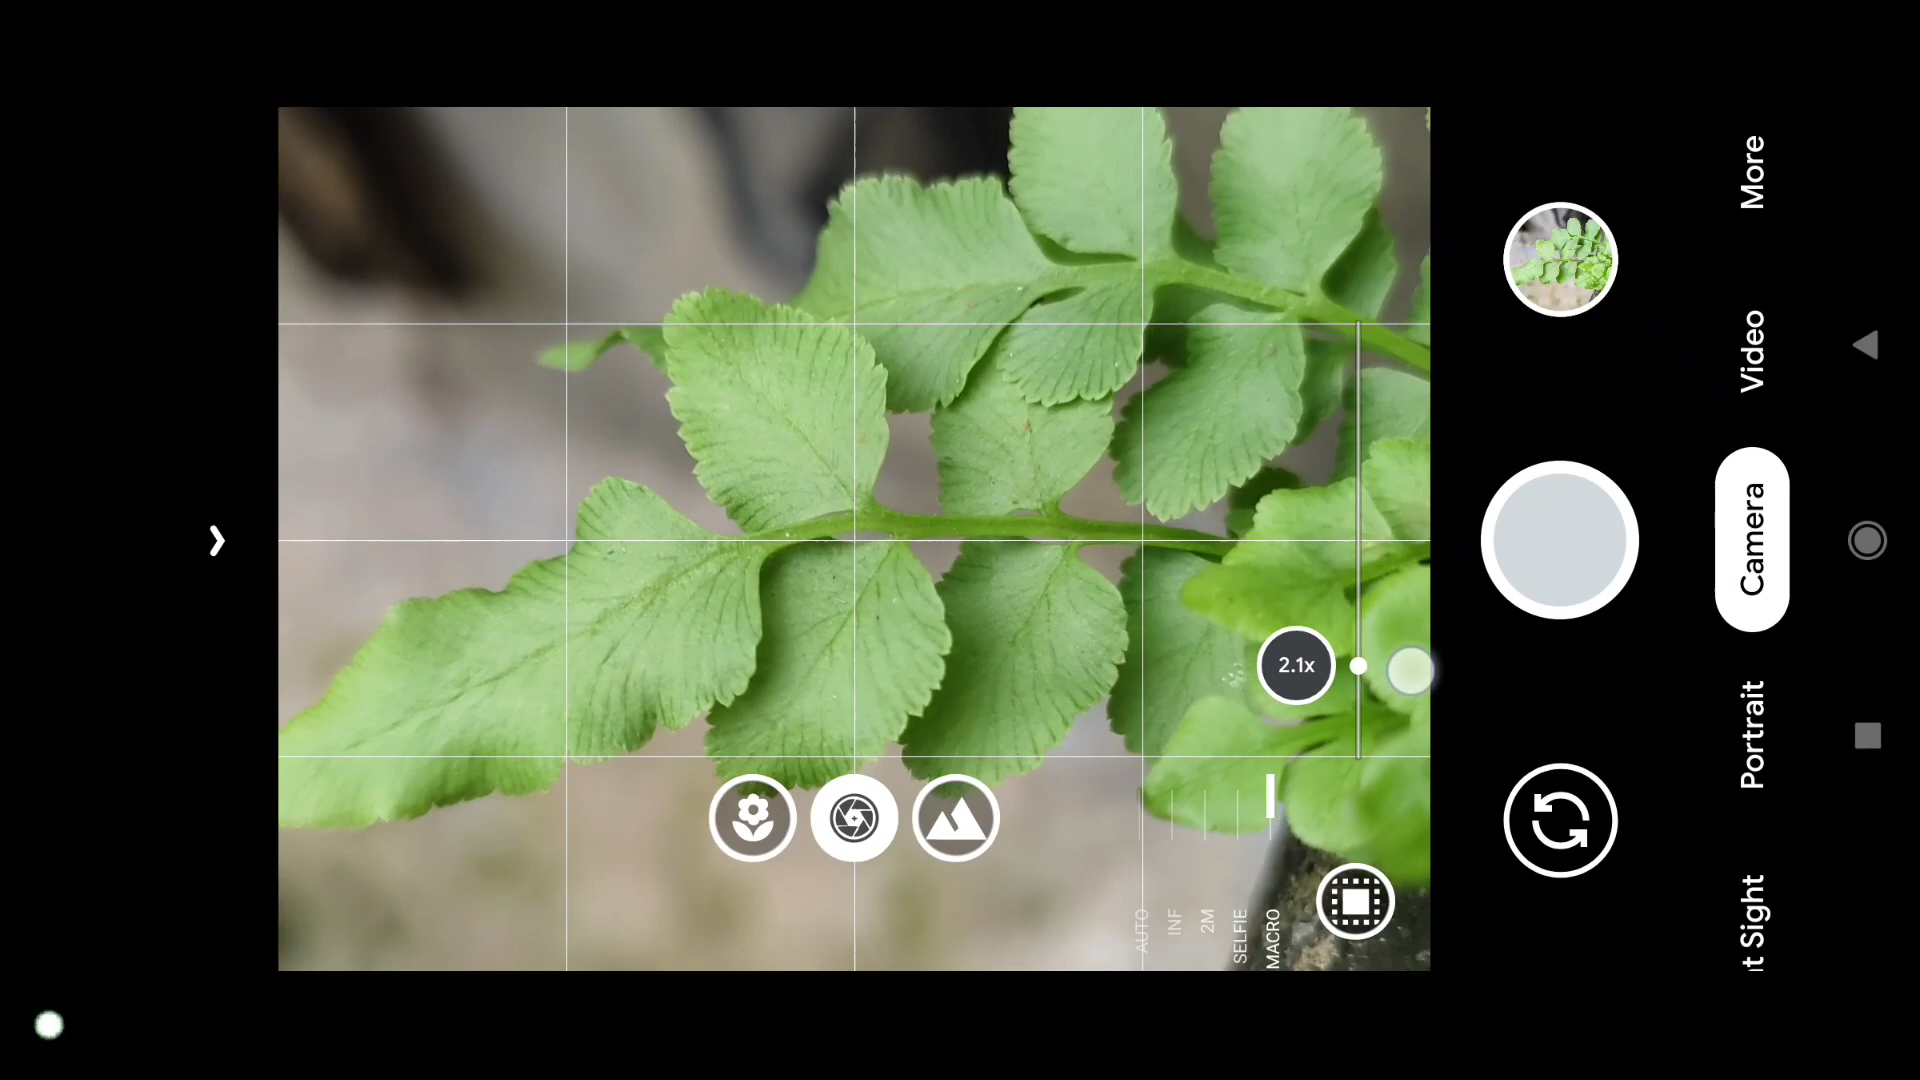 More
Video
Camera
Portrait
t Sight
2.1x
AUTO
INF
2M
SELFIE
MACRO